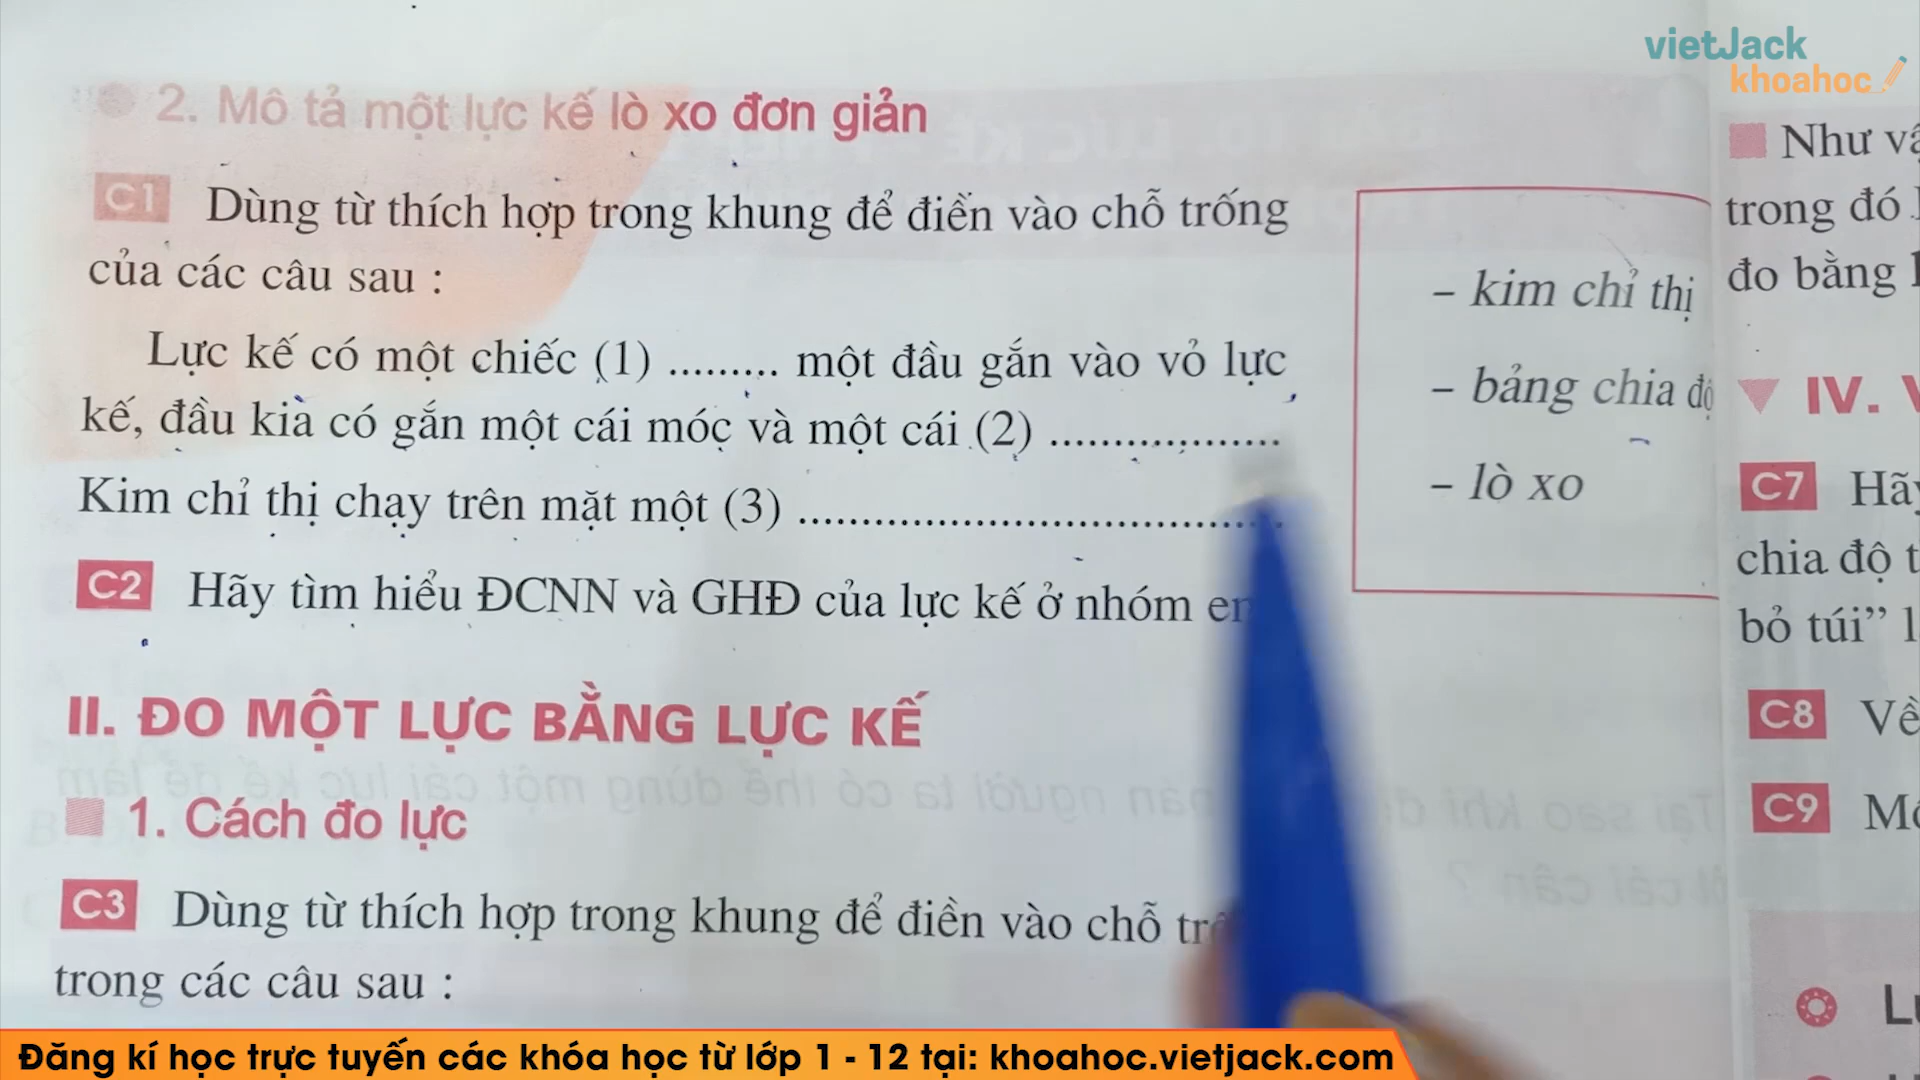 vietJack
khoahoc
2. Mô tả một lực kế lò xo đơn giản
C1 Dùng từ thích hợp trong khung để điền vào chỗ trống
của các câu sau :
Lực kế có một chiếc (1) ......... một đầu gắn vào vỏ lực
kế, đầu kia có gắn một cái móc và một cái (2) ..................
Kim chỉ thị chạy trên mặt một (3) ......................................
C2 Hãy tìm hiểu ĐCNN và GHĐ của lực kế ở nhóm
II. ĐO MỘT LỰC BẰNG LỰC KẾ
1. Cách đo lực
C3 Dùng từ thích hợp trong khung để điền vào chỗ
trong các câu sau :
– kim chỉ thị
– bảng chia độ
– lò xo
Như
trong đó
đo bằng
IV.
C7
chia độ
bỏ túi”
C8
C9
Đăng kí học trực tuyến các khóa học từ lớp 1 - 12 tại: khoahoc.vietjack.com